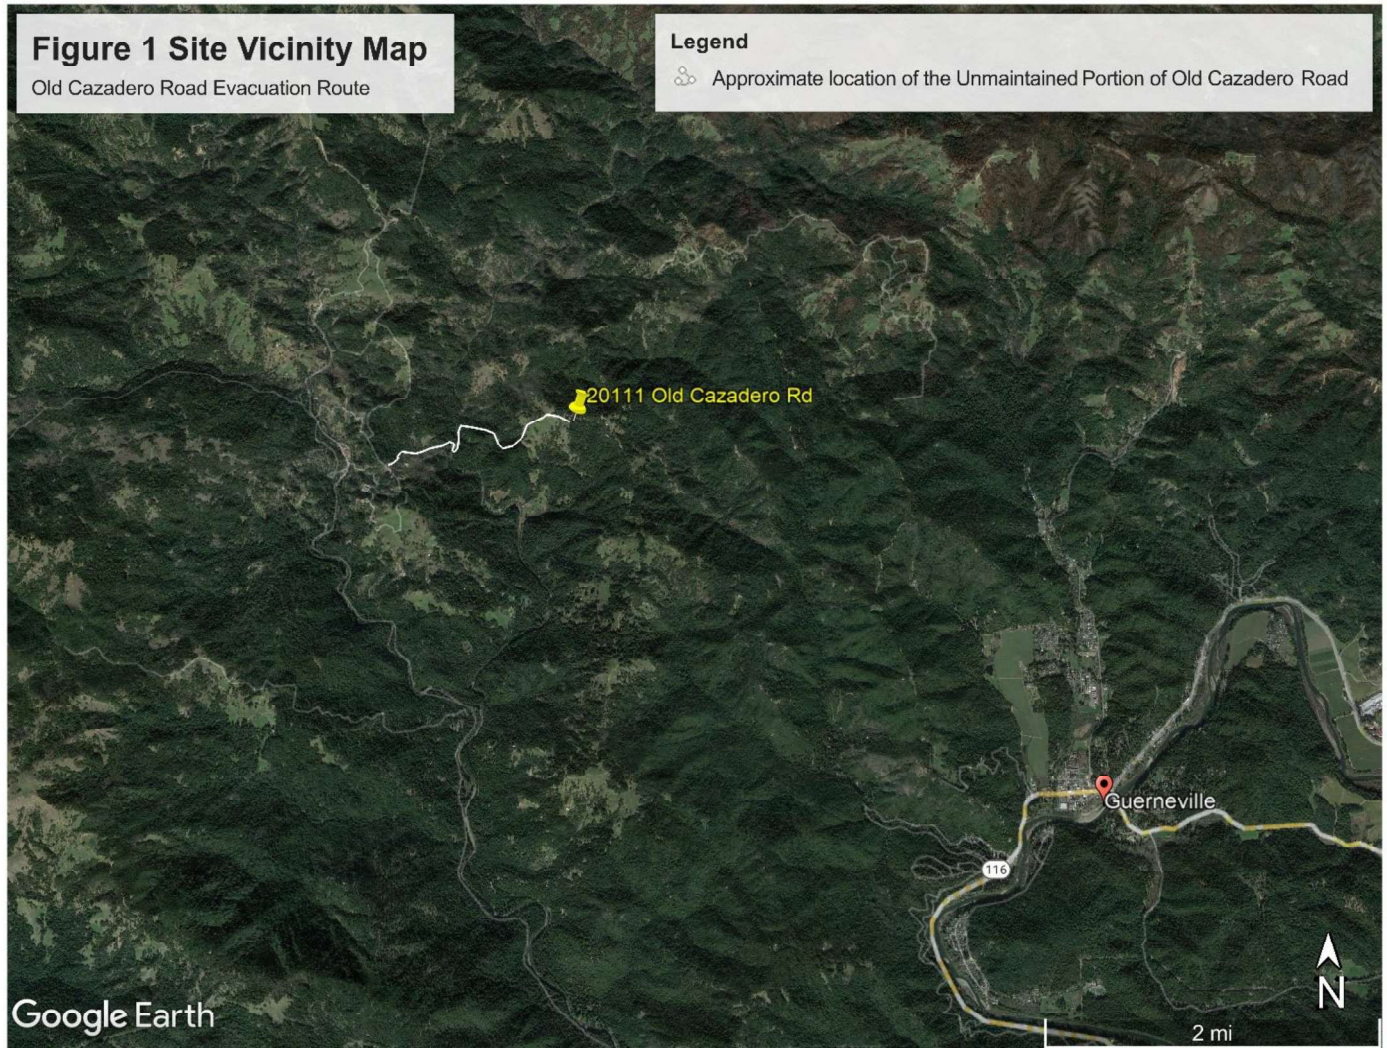 Figure 1 Site Vicinity Map
Old Cazadero Road Evacuation Route
Legend
Approximate location of the Unmaintained Portion of Old Cazadero Road
20111 Old Cazadero Rd
Guerneville
116
N
Google Earth
2 mi